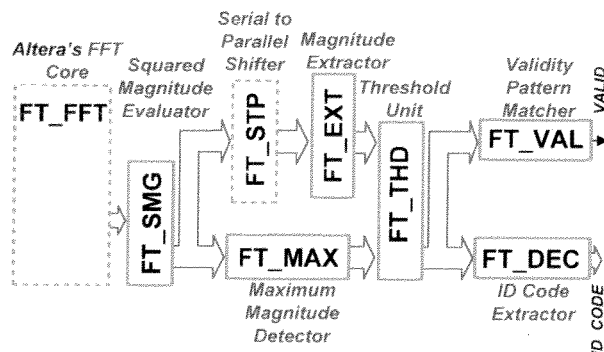 Altera's FFT
Core
FT_FFT
Squared
Magnitude
Evaluator
FT_SMG
Serial to
Parallel
Shifter
FT_STP
Magnitude
Extractor
FT_EXT
FT_MAX
Maximum
Magnitude
Detector
Threshold
Unit
FT_THD
Validity
Pattern
Matcher
FT_VAL
VALID
FT_DEC
ID Code
Extractor
ID CODE